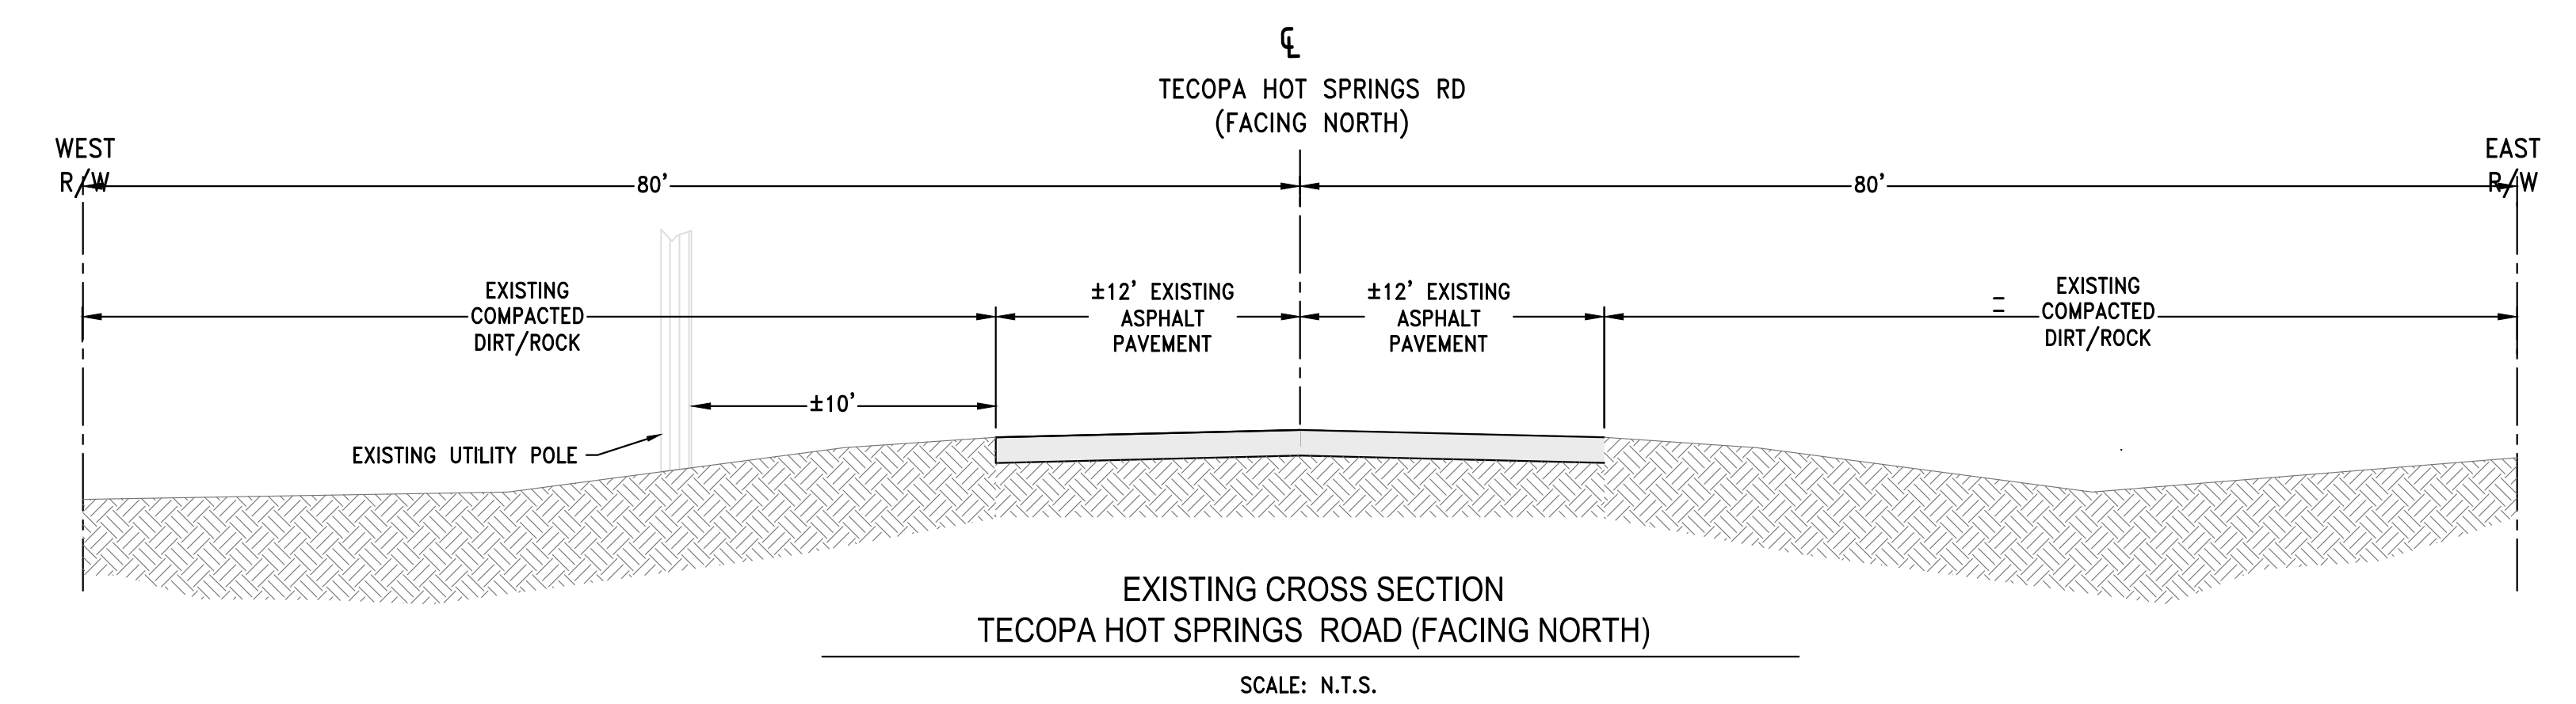 ℄
TECOPA HOT SPRINGS RD
(FACING NORTH)
WEST
R/W
EAST
R/W
80'
80'
EXISTING
COMPACTED
DIRT/ROCK
±12' EXISTING
ASPHALT
PAVEMENT
±12' EXISTING
ASPHALT
PAVEMENT
EXISTING
COMPACTED
DIRT/ROCK
±10'
EXISTING UTILITY POLE
EXISTING CROSS SECTION
TECOPA HOT SPRINGS ROAD (FACING NORTH)
SCALE: N.T.S.